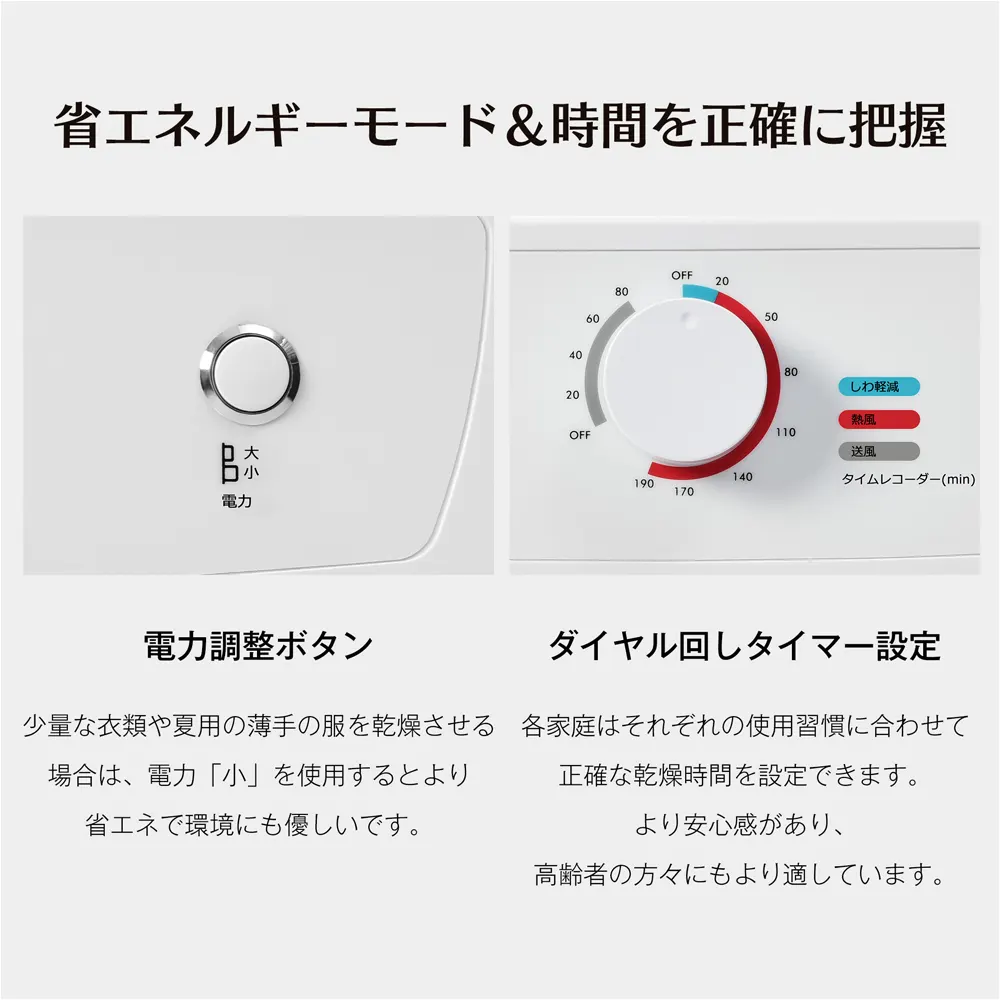 省エネルギーモード&時間を正確に把握
大
小
電力
OFF
20
50
80
110
140
170
190
80
60
40
20
OFF
しわ軽減
熱風
送風
タイムレコーダー(min)
電力調整ボタン
少量な衣類や夏用の薄手の服を乾燥させる
場合は、電力「小」を使用するとより
省エネで環境にも優しいです。
ダイヤル回しタイマー設定
各家庭はそれぞれの使用習慣に合わせて
正確な乾燥時間を設定できます。
より安心感があり、
高齢者の方々にもより適しています。